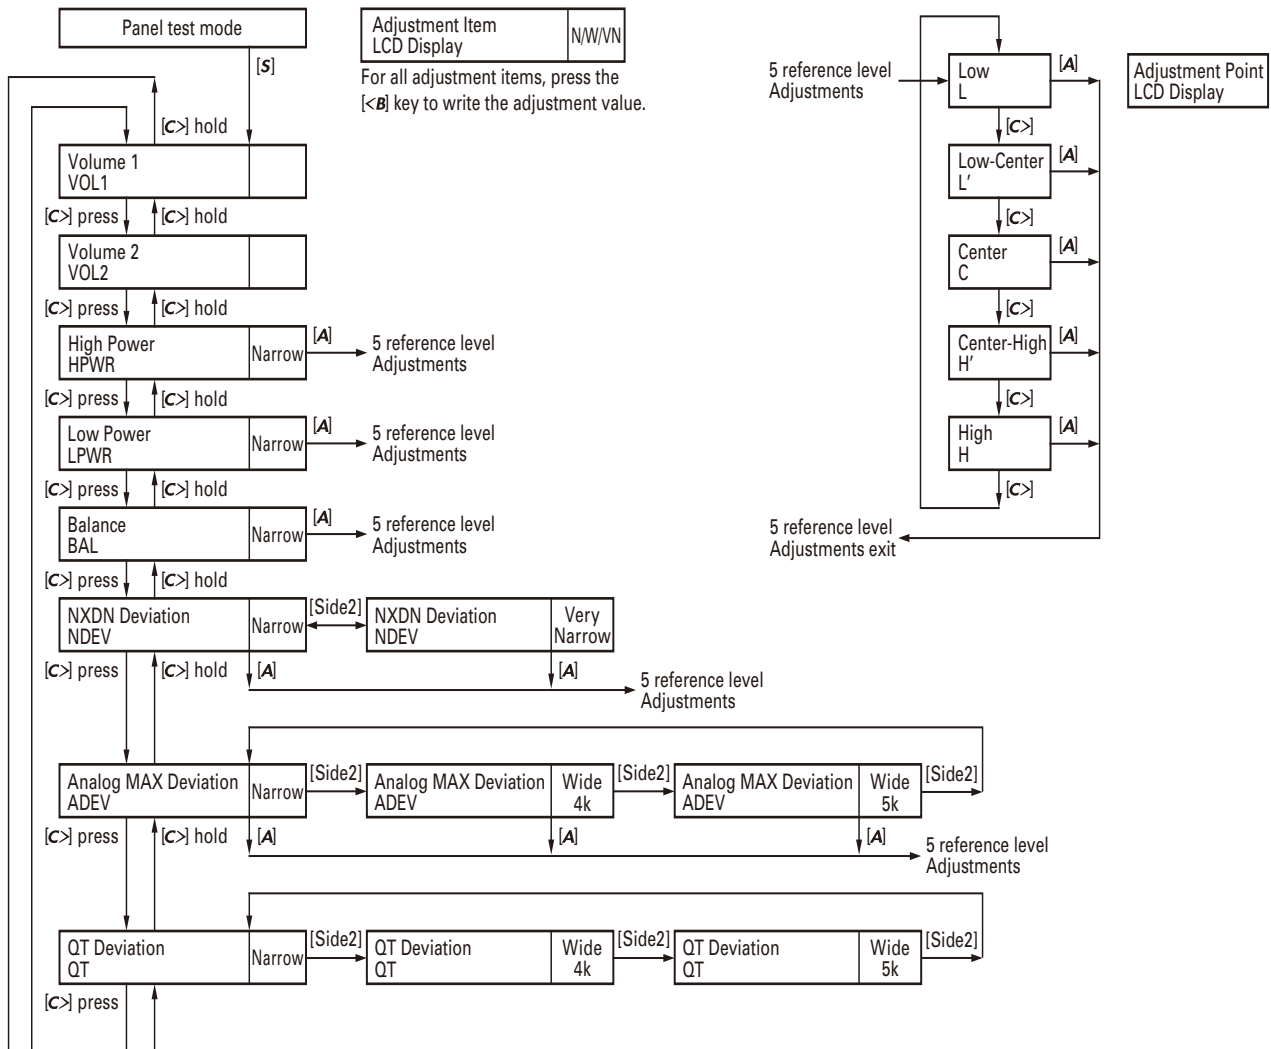 Panel test mode
[S]
Adjustment Item
LCD Display
N/W/VN
For all adjustment items, press the
[<B] key to write the adjustment value.
[C>] hold
Volume 1
VOL1
[C>] press
[C>] hold
Volume 2
VOL2
[C>] press
[C>] hold
High Power
HPWR
Narrow
[A]
5 reference level
Adjustments
[C>] press
[C>] hold
Low Power
LPWR
Narrow
[A]
5 reference level
Adjustments
[C>] press
[C>] hold
Balance
BAL
Narrow
[A]
5 reference level
Adjustments
[C>] press
[C>] hold
NXDN Deviation
NDEV
Narrow
[Side2]
NXDN Deviation
NDEV
Very
Narrow
[C>] press
[C>] hold
[A]
[A]
5 reference level
Adjustments
Analog MAX Deviation
ADEV
Narrow
[Side2]
Analog MAX Deviation
ADEV
Wide
4k
[Side2]
Analog MAX Deviation
ADEV
Wide
5k
[Side2]
[C>] press
[C>] hold
[A]
[A]
[A]
5 reference level
Adjustments
QT Deviation
QT
Narrow
[Side2]
QT Deviation
QT
Wide
4k
[Side2]
QT Deviation
QT
Wide
5k
[Side2]
[C>] press
5 reference level
Adjustments
Low
L
[A]
Adjustment Point
LCD Display
[C>]
Low-Center
L’
[A]
[C>]
Center
C
[A]
[C>]
Center-High
H’
[A]
[C>]
High
H
[A]
[C>]
5 reference level
Adjustments exit